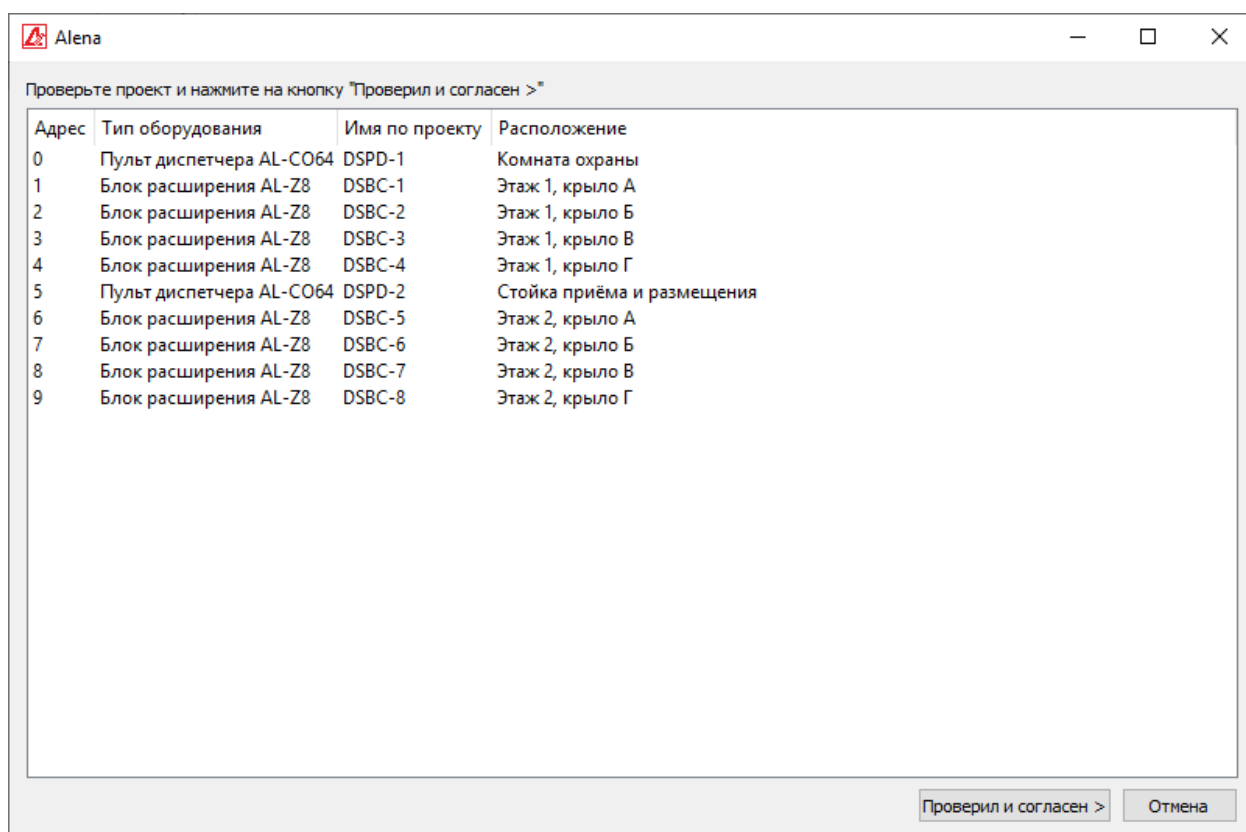 Alena
Проверьте проект и нажмите на кнопку "Проверил и согласен >"
Адрес Тип оборудования Имя по проекту Расположение
0 Пульт диспетчера AL-CO64 DSPD-1 Комната охраны
1 Блок расширения AL-Z8 DSBC-1 Этаж 1, крыло А
2 Блок расширения AL-Z8 DSBC-2 Этаж 1, крыло Б
3 Блок расширения AL-Z8 DSBC-3 Этаж 1, крыло В
4 Блок расширения AL-Z8 DSBC-4 Этаж 1, крыло Г
5 Пульт диспетчера AL-CO64 DSPD-2 Стойка приёма и размещения
6 Блок расширения AL-Z8 DSBC-5 Этаж 2, крыло А
7 Блок расширения AL-Z8 DSBC-6 Этаж 2, крыло Б
8 Блок расширения AL-Z8 DSBC-7 Этаж 2, крыло В
9 Блок расширения AL-Z8 DSBC-8 Этаж 2, крыло Г
Проверил и согласен > Отмена